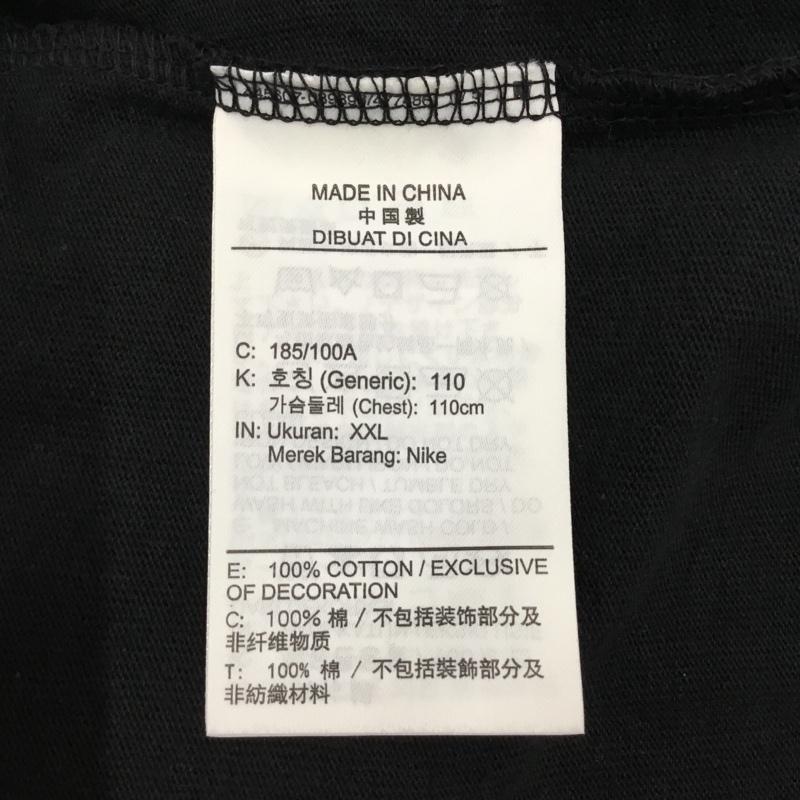 MADE IN CHINA
中国製
DIBUAT DI CINA
C: 185/100A
K: 호칭 (Generic): 110
가슴둘레 (Chest): 110cm
IN: Ukuran: XXL
Merek Barang: Nike
E: 100% COTTON / EXCLUSIVE
OF DECORATION
C: 100% 棉 / 不包括装饰部分及
非纤维物质
T: 100% 棉 / 不包括裝飾部分及
非紡織材料